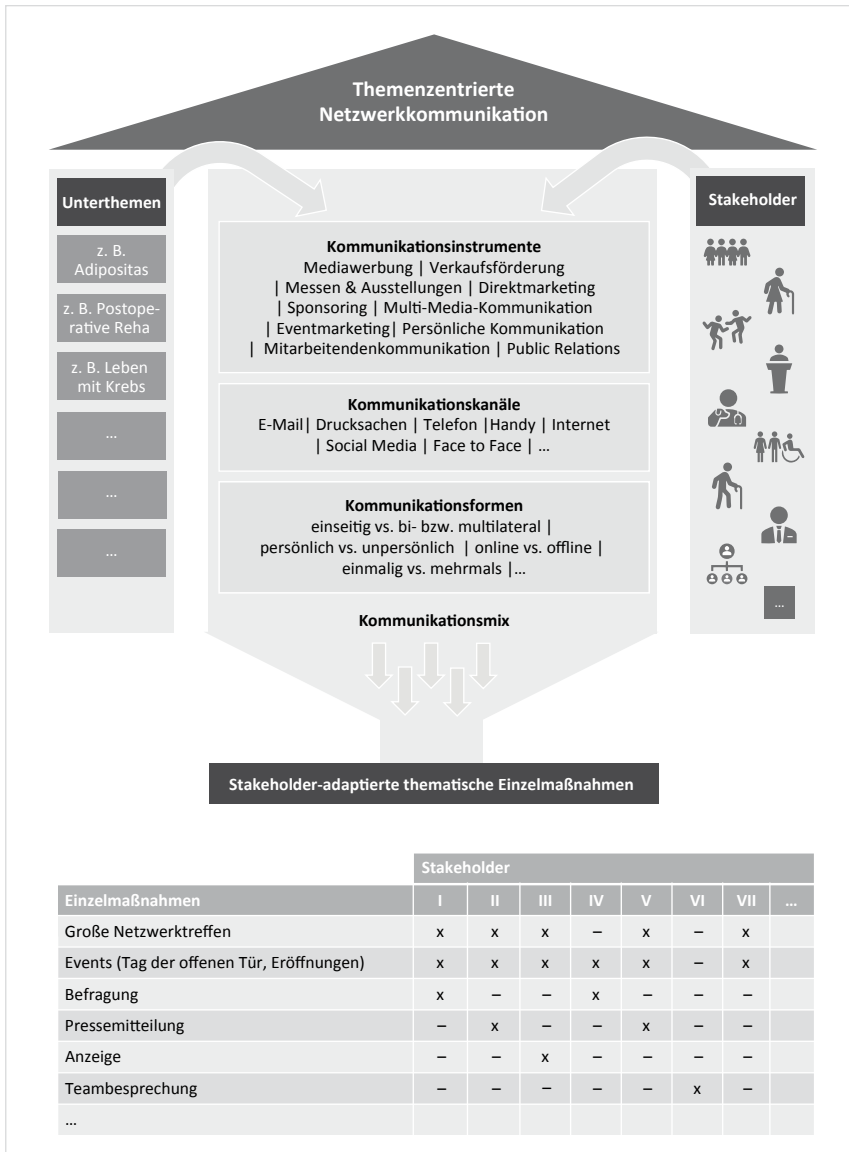 Themenzentrierte
Netzwerkkommunikation
Unterthemen
z. B.
Adipositas
z. B. Postope-
rative Reha
z. B. Leben
mit Krebs
...
...
...
Kommunikationsinstrumente
Mediawerbung | Verkaufsförderung
| Messen & Ausstellungen | Direktmarketing
| Sponsoring | Multi-Media-Kommunikation
| Eventmarketing| Persönliche Kommunikation
| Mitarbeitendenkommunikation | Public Relations
Kommunikationskanäle
E-Mail| Drucksachen | Telefon |Handy | Internet
| Social Media | Face to Face | ...
Kommunikationsformen
einseitig vs. bi- bzw. multilateral |
persönlich vs. unpersönlich | online vs. offline |
einmalig vs. mehrmals |...
Kommunikationsmix
Stakeholder
...
Stakeholder-adaptierte thematische Einzelmaßnahmen
Stakeholder
Einzelmaßnahmen I II III IV V VI VII ...
Große Netzwerktreffen x x x – x – x
Events (Tag der offenen Tür, Eröffnungen) x x x x x – x
Befragung x – – x – – –
Pressemitteilung – x – – x – –
Anzeige – – x – – – –
Teambesprechung – – – – – x –
...